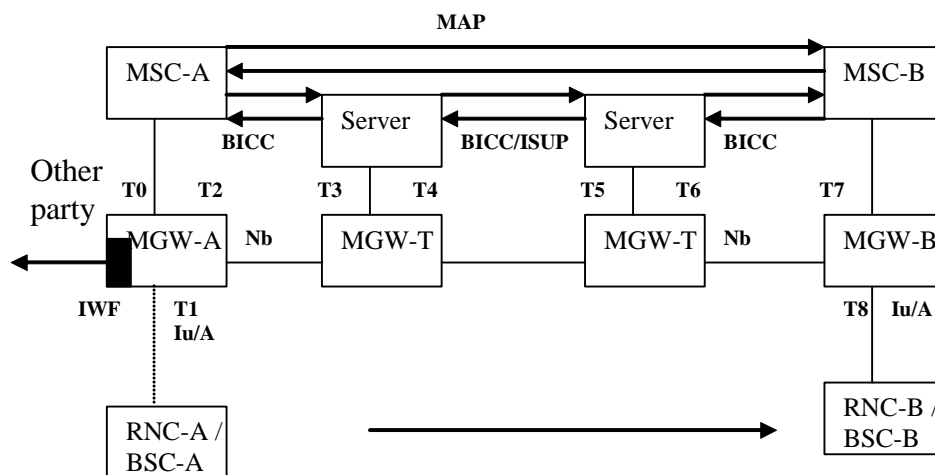 MAP
MSC-A
MSC-B
Server
Server
BICC
BICC/ISUP
BICC
Other
party
T0
T2
T3
T4
T5
T6
T7
MGW-A
Nb
MGW-T
MGW-T
Nb
MGW-B
IWF
T1
Iu/A
T8
Iu/A
RNC-A /
BSC-A
RNC-B /
BSC-B